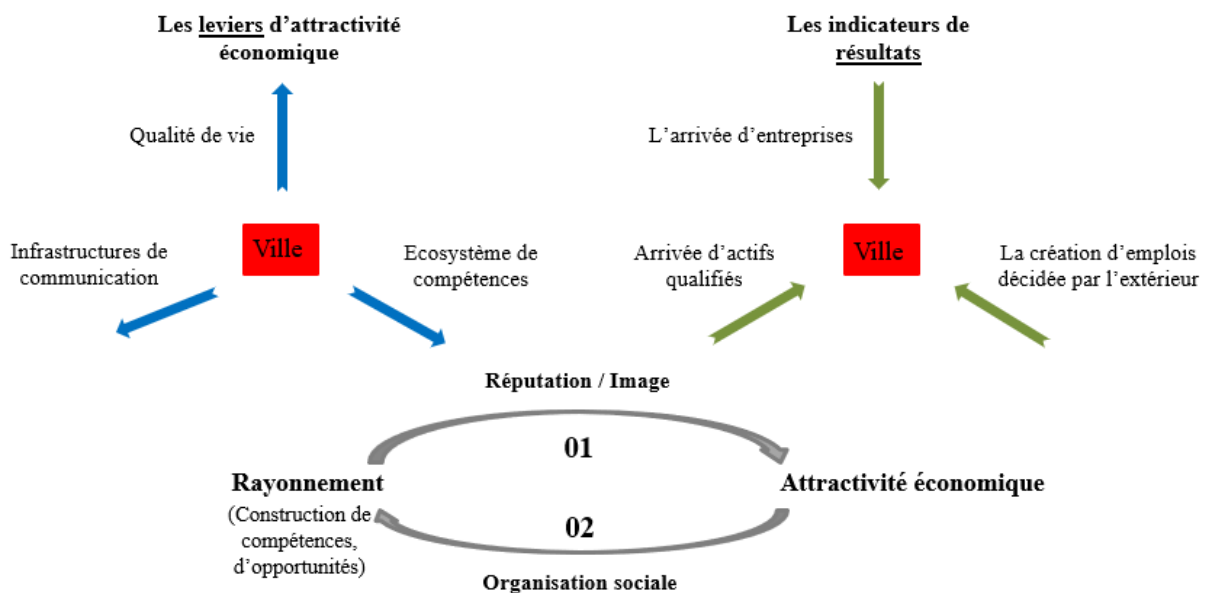 Les leviers d’attractivité
économique
Les indicateurs de
résultats
Qualité de vie
L’arrivée d’entreprises
Ville
Infrastructures de
communication
Ecosystème de
compétences
Arrivée d’actifs
qualifiés
Ville
La création d’emplois
décidée par l’extérieur
Réputation / Image
01
Rayonnement
(Construction de
compétences,
d’opportunités)
Attractivité économique
02
Organisation sociale